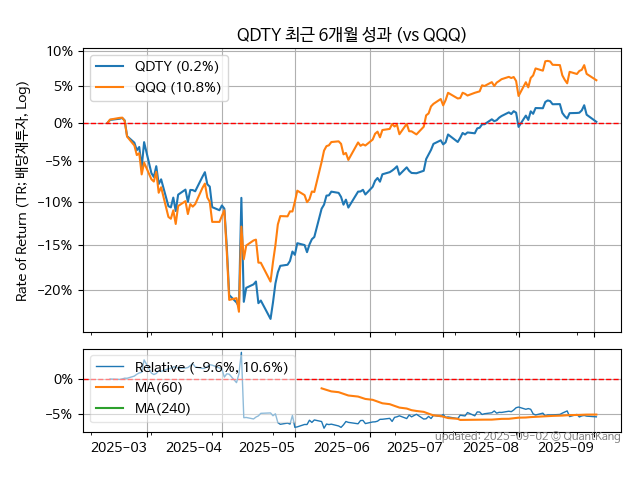 QDTY 최근 6개월 성과 (vs QQQ)
Rate of Return (TR: 배당재투자, Log)
10%
5%
0%
−5%
−10%
−15%
−20%
QDTY (0.2%)
QQQ (10.8%)
0%
−5%
Relative (−9.6%, 10.6%)
MA(60)
MA(240)
updated: 2025-09-02 © QuantKang
2025-03
2025-04
2025-05
2025-06
2025-07
2025-08
2025-09